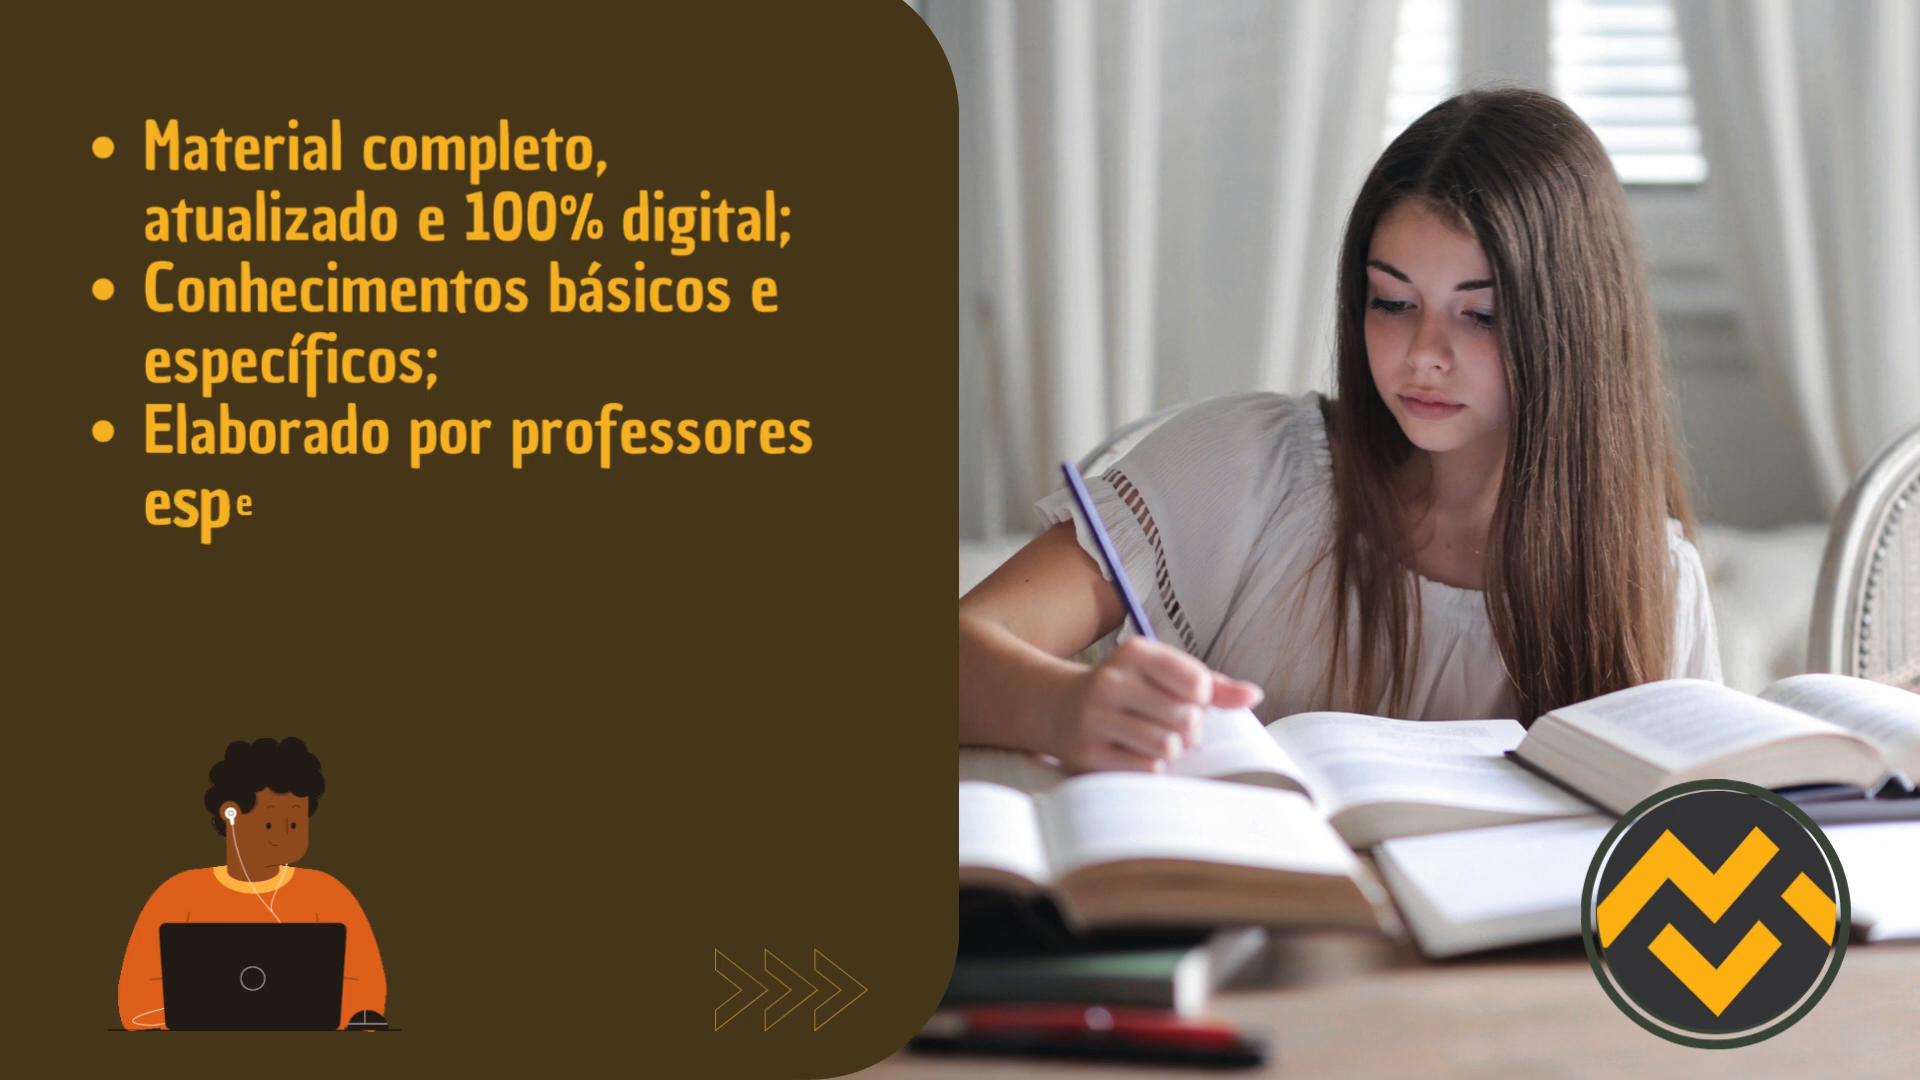 • Material completo,
atualizado e 100% digital;
• Conhecimentos básicos e
específicos;
• Elaborado por professores
espe